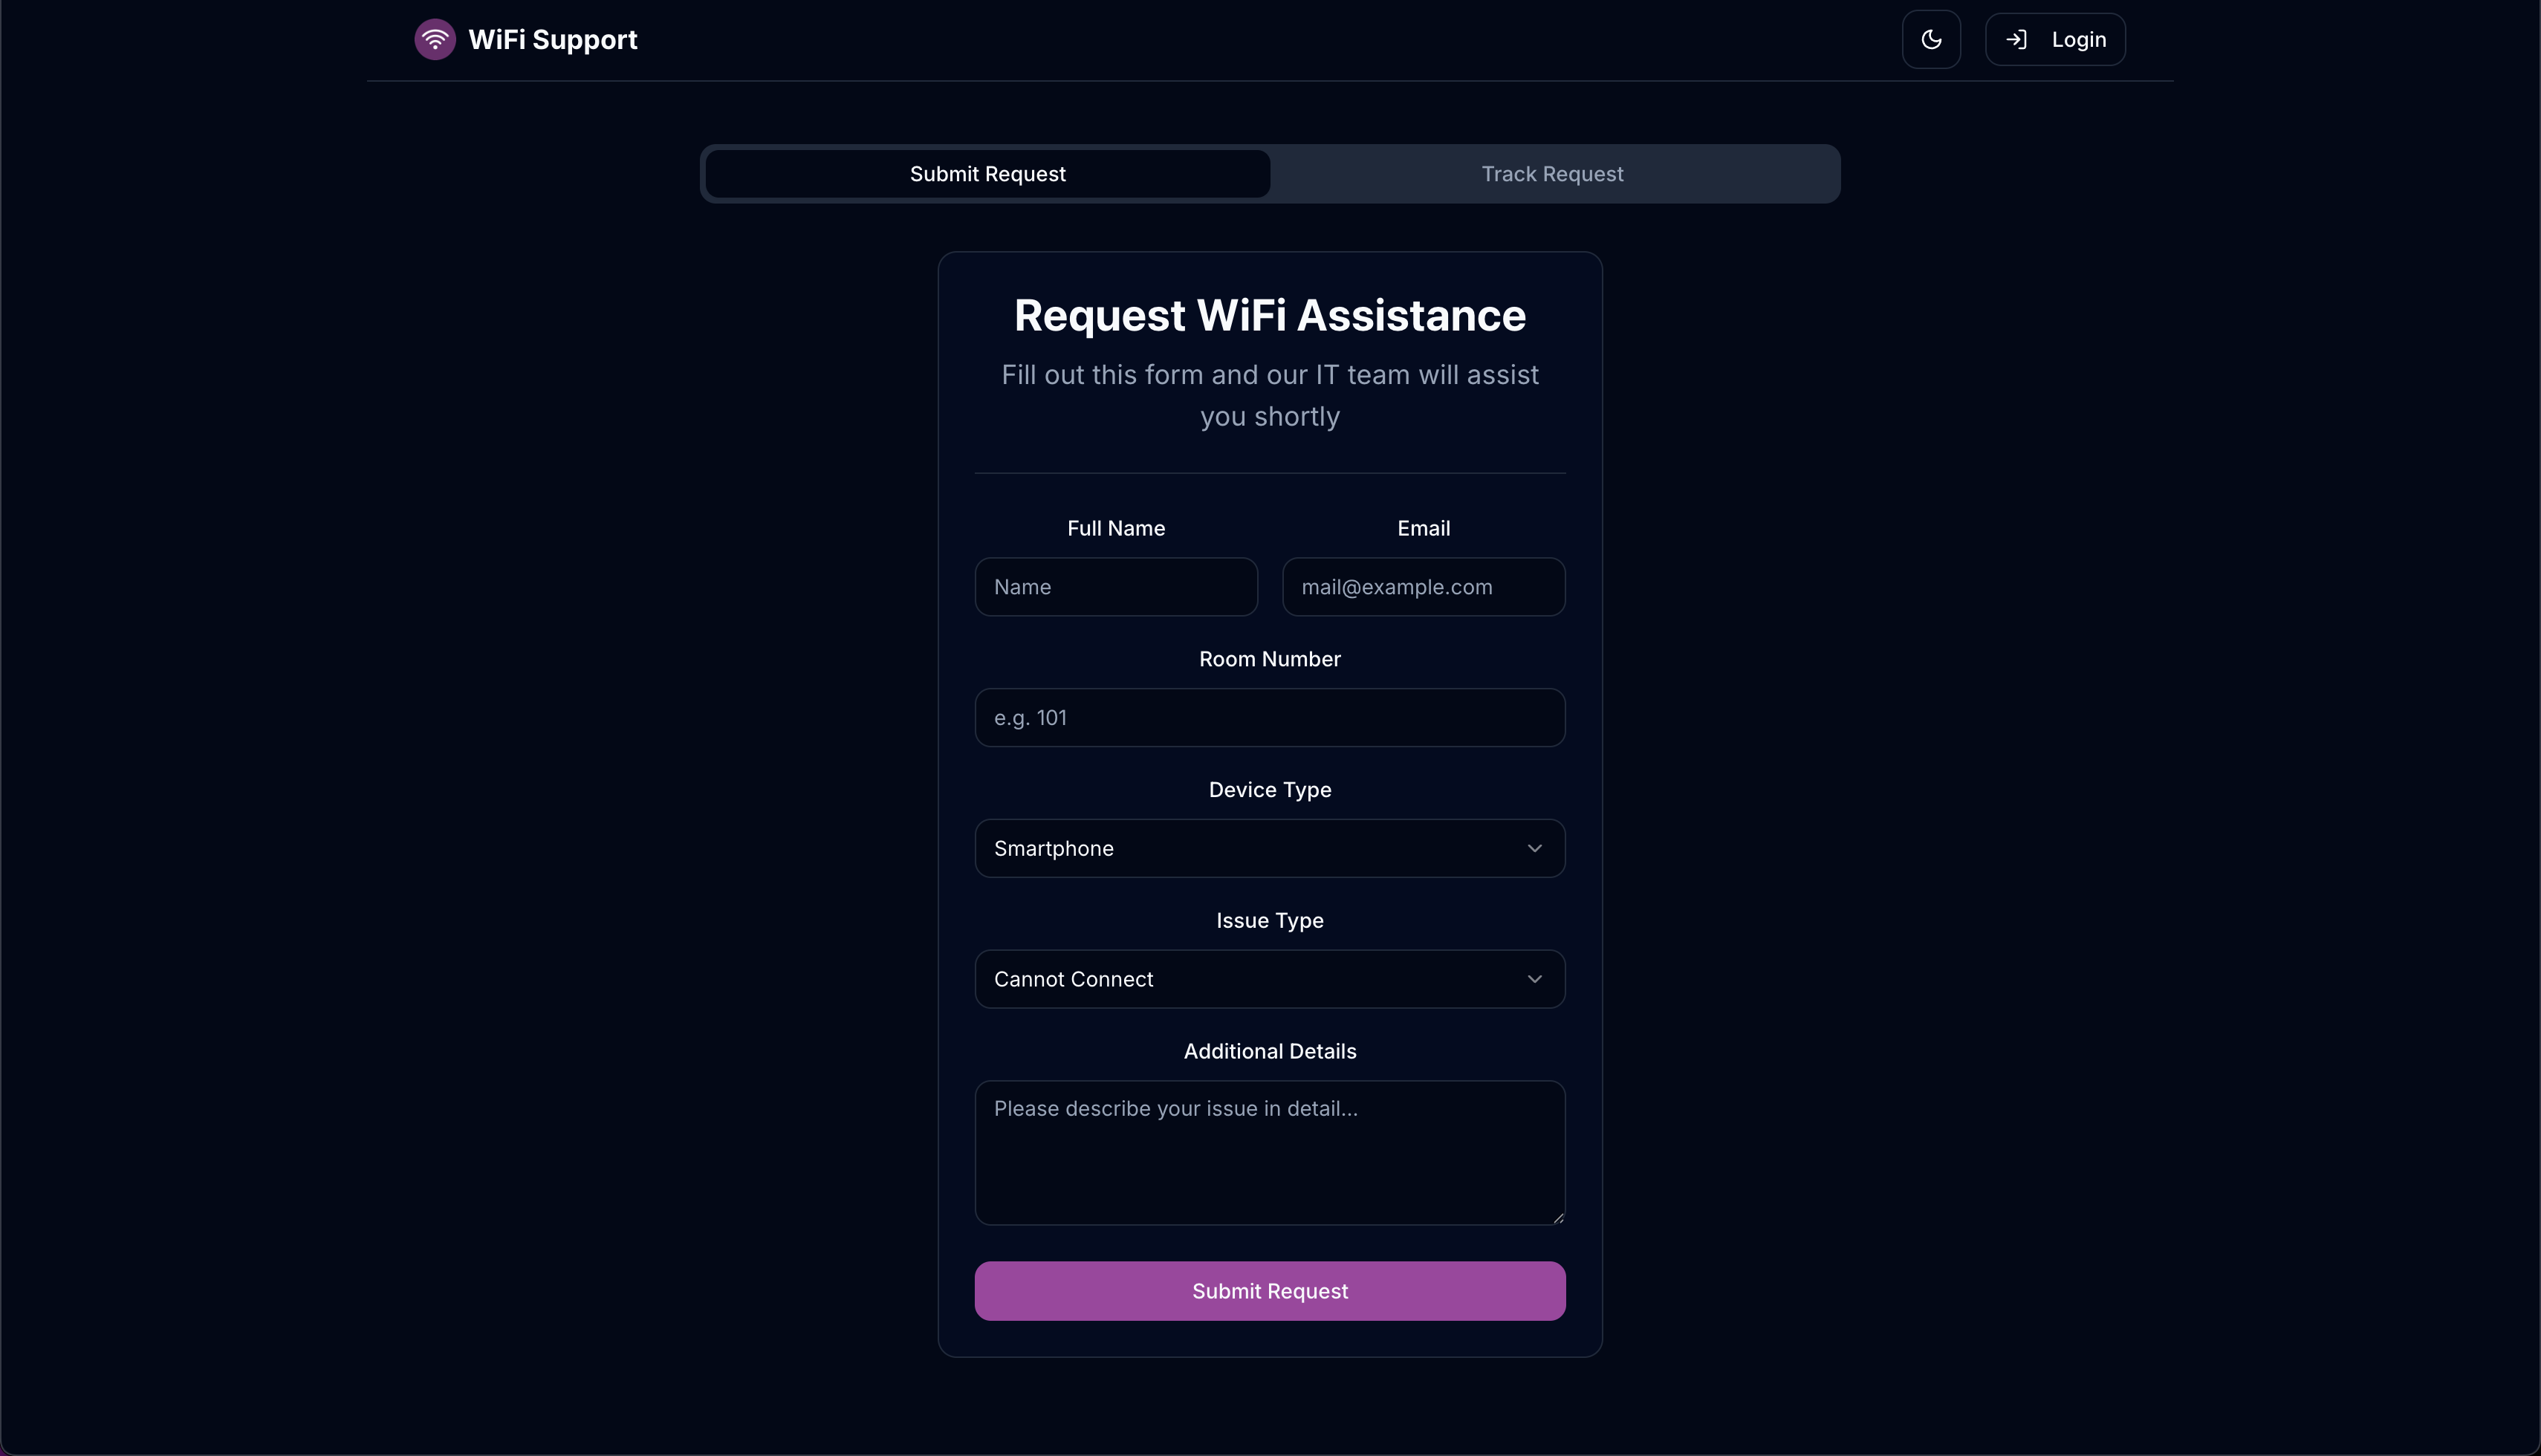 WiFi Support
Login
Submit Request
Track Request
Request WiFi Assistance
Fill out this form and our IT team will assist
you shortly
Full Name
Email
Name
mail@example.com
Room Number
e.g. 101
Device Type
Smartphone
Issue Type
Cannot Connect
Additional Details
Please describe your issue in detail...
Submit Request